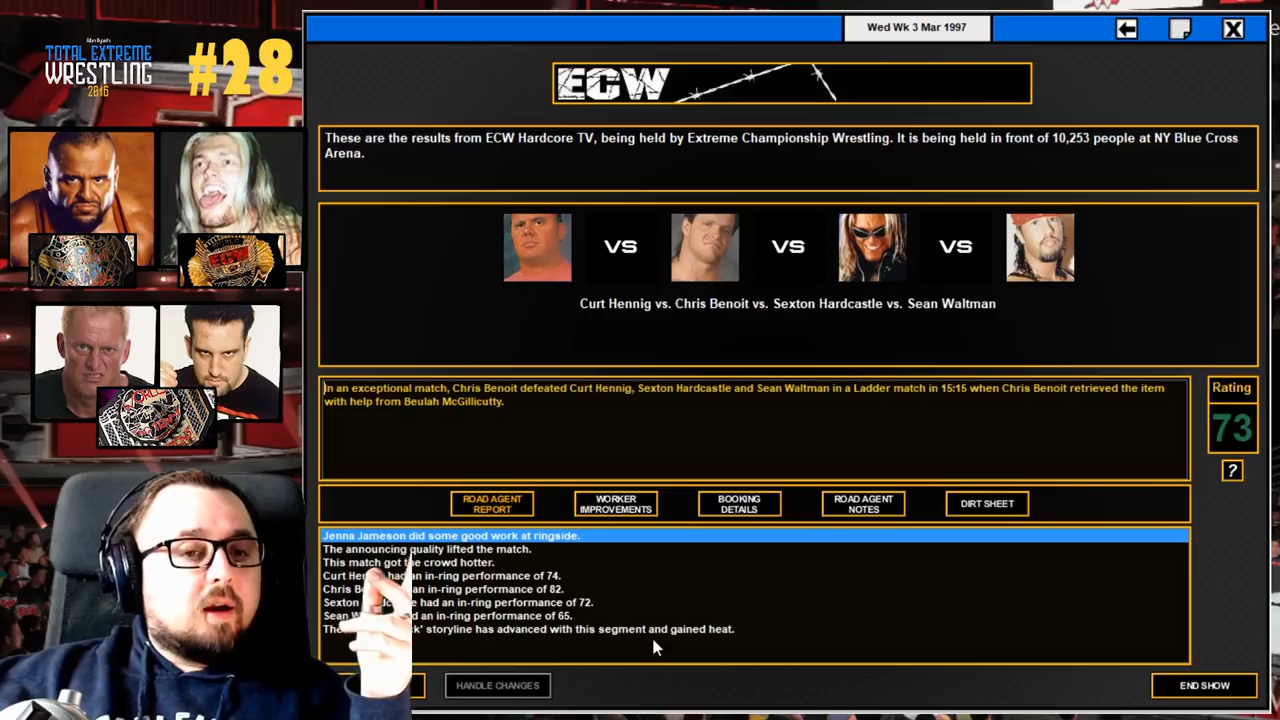 Adam Ryland's
TOTAL EXTREME
WRESTLING
2016
#28
Wed Wk 3 Mar 1997
ECW
These are the results from ECW Hardcore TV, being held by Extreme Championship Wrestling. It is being held in front of 10,253 people at NY Blue Cross
Arena.
VS VS VS
Curt Hennig vs. Chris Benoit vs. Sexton Hardcastle vs. Sean Waltman
In an exceptional match, Chris Benoit defeated Curt Hennig, Sexton Hardcastle and Sean Waltman in a Ladder match in 15:15 when Chris Benoit retrieved the item
with help from Beulah McGillicutty.
Rating
73
?
ROAD AGENT
REPORT
WORKER
IMPROVEMENTS
BOOKING
DETAILS
ROAD AGENT
NOTES
DIRT SHEET
Jenna Jameson did some good work at ringside.
The announcing quality lifted the match.
This match got the crowd hotter.
Curt Hen had an in-ring performance of 74.
Chris Be an in-ring performance of 82.
Sexton had an in-ring performance of 72.
Sean an in-ring performance of 65.
storyline has advanced with this segment and gained heat.
HANDLE CHANGES
END SHOW